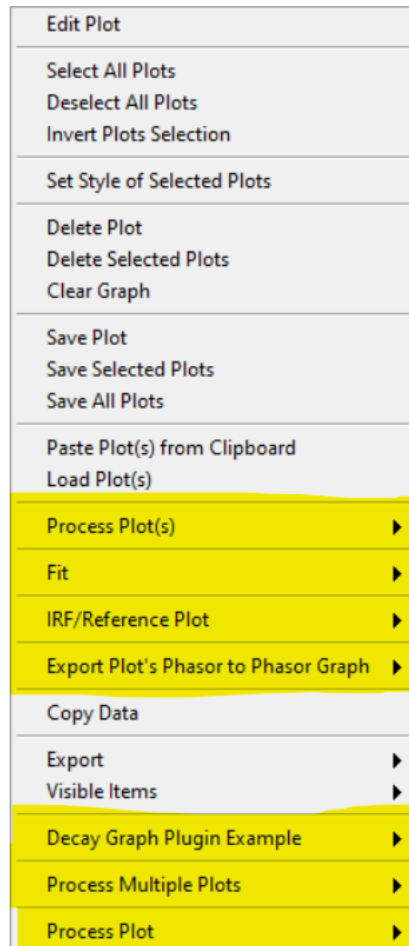 Edit Plot
Select All Plots
Deselect All Plots
Invert Plots Selection
Set Style of Selected Plots
Delete Plot
Delete Selected Plots
Clear Graph
Save Plot
Save Selected Plots
Save All Plots
Paste Plot(s) from Clipboard
Load Plot(s)
Process Plot(s)
Fit
IRF/Reference Plot
Export Plot's Phasor to Phasor Graph
Copy Data
Export
Visible Items
Decay Graph Plugin Example
Process Multiple Plots
Process Plot